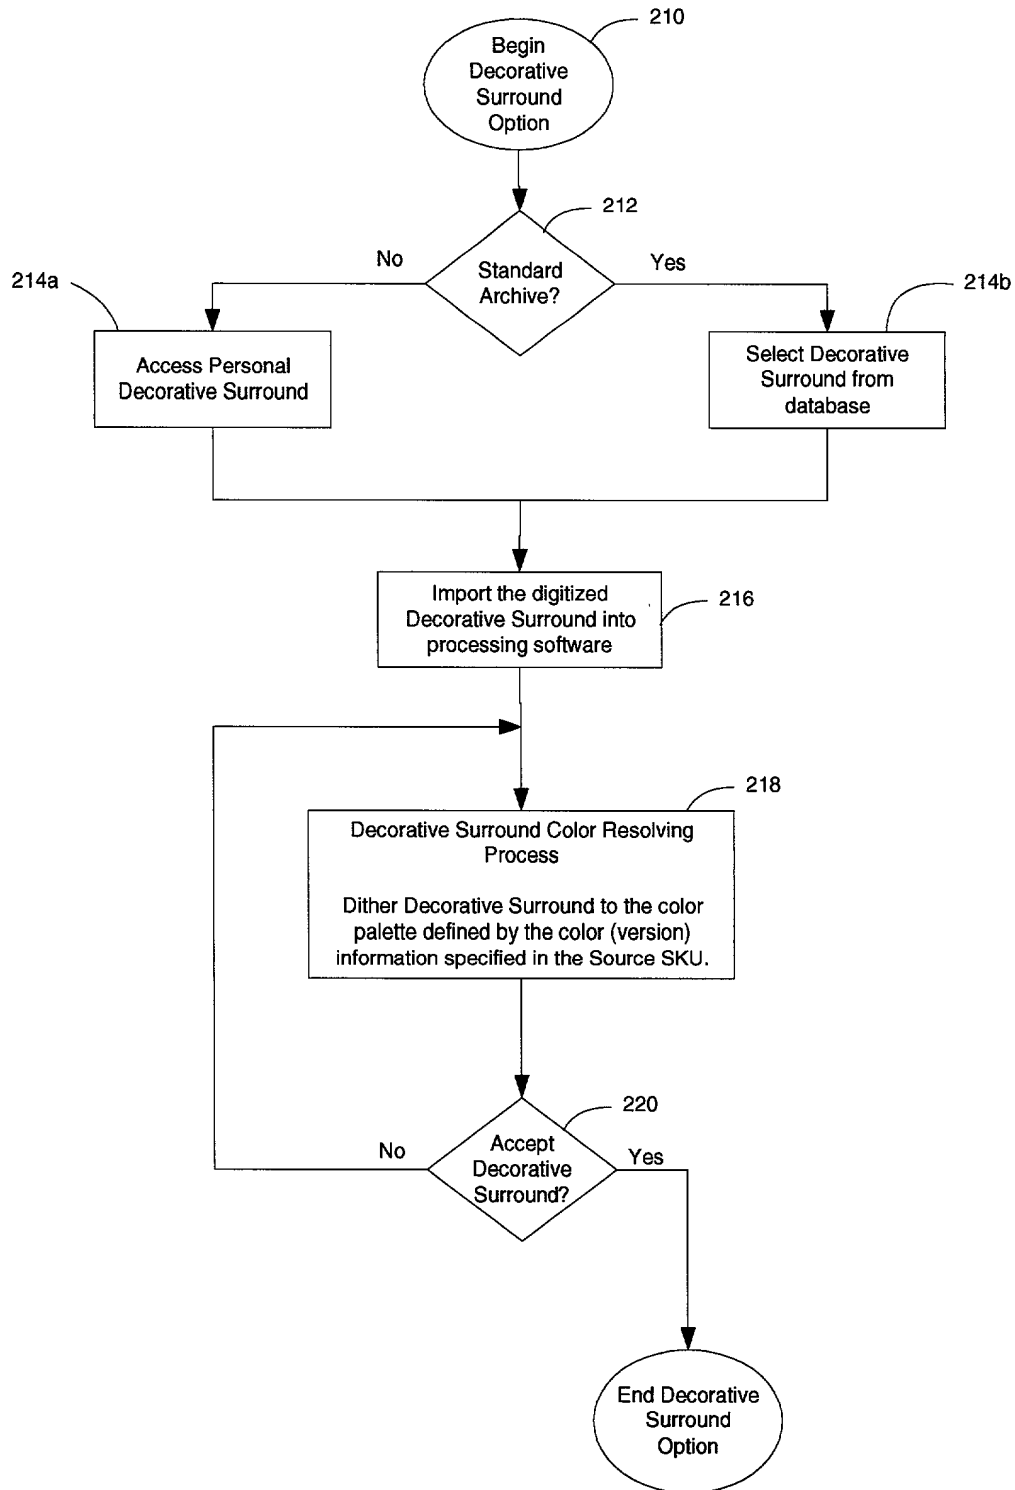 210
Begin
Decorative
Surround
Option
212
No
Standard
Archive?
Yes
214a
214b
Access Personal
Decorative Surround
Select Decorative
Surround from
database
Import the digitized
Decorative Surround into
processing software
216
218
Decorative Surround Color Resolving
Process
Dither Decorative Surround to the color
palette defined by the color (version)
information specified in the Source SKU.
220
No
Accept
Decorative
Surround?
Yes
End Decorative
Surround
Option